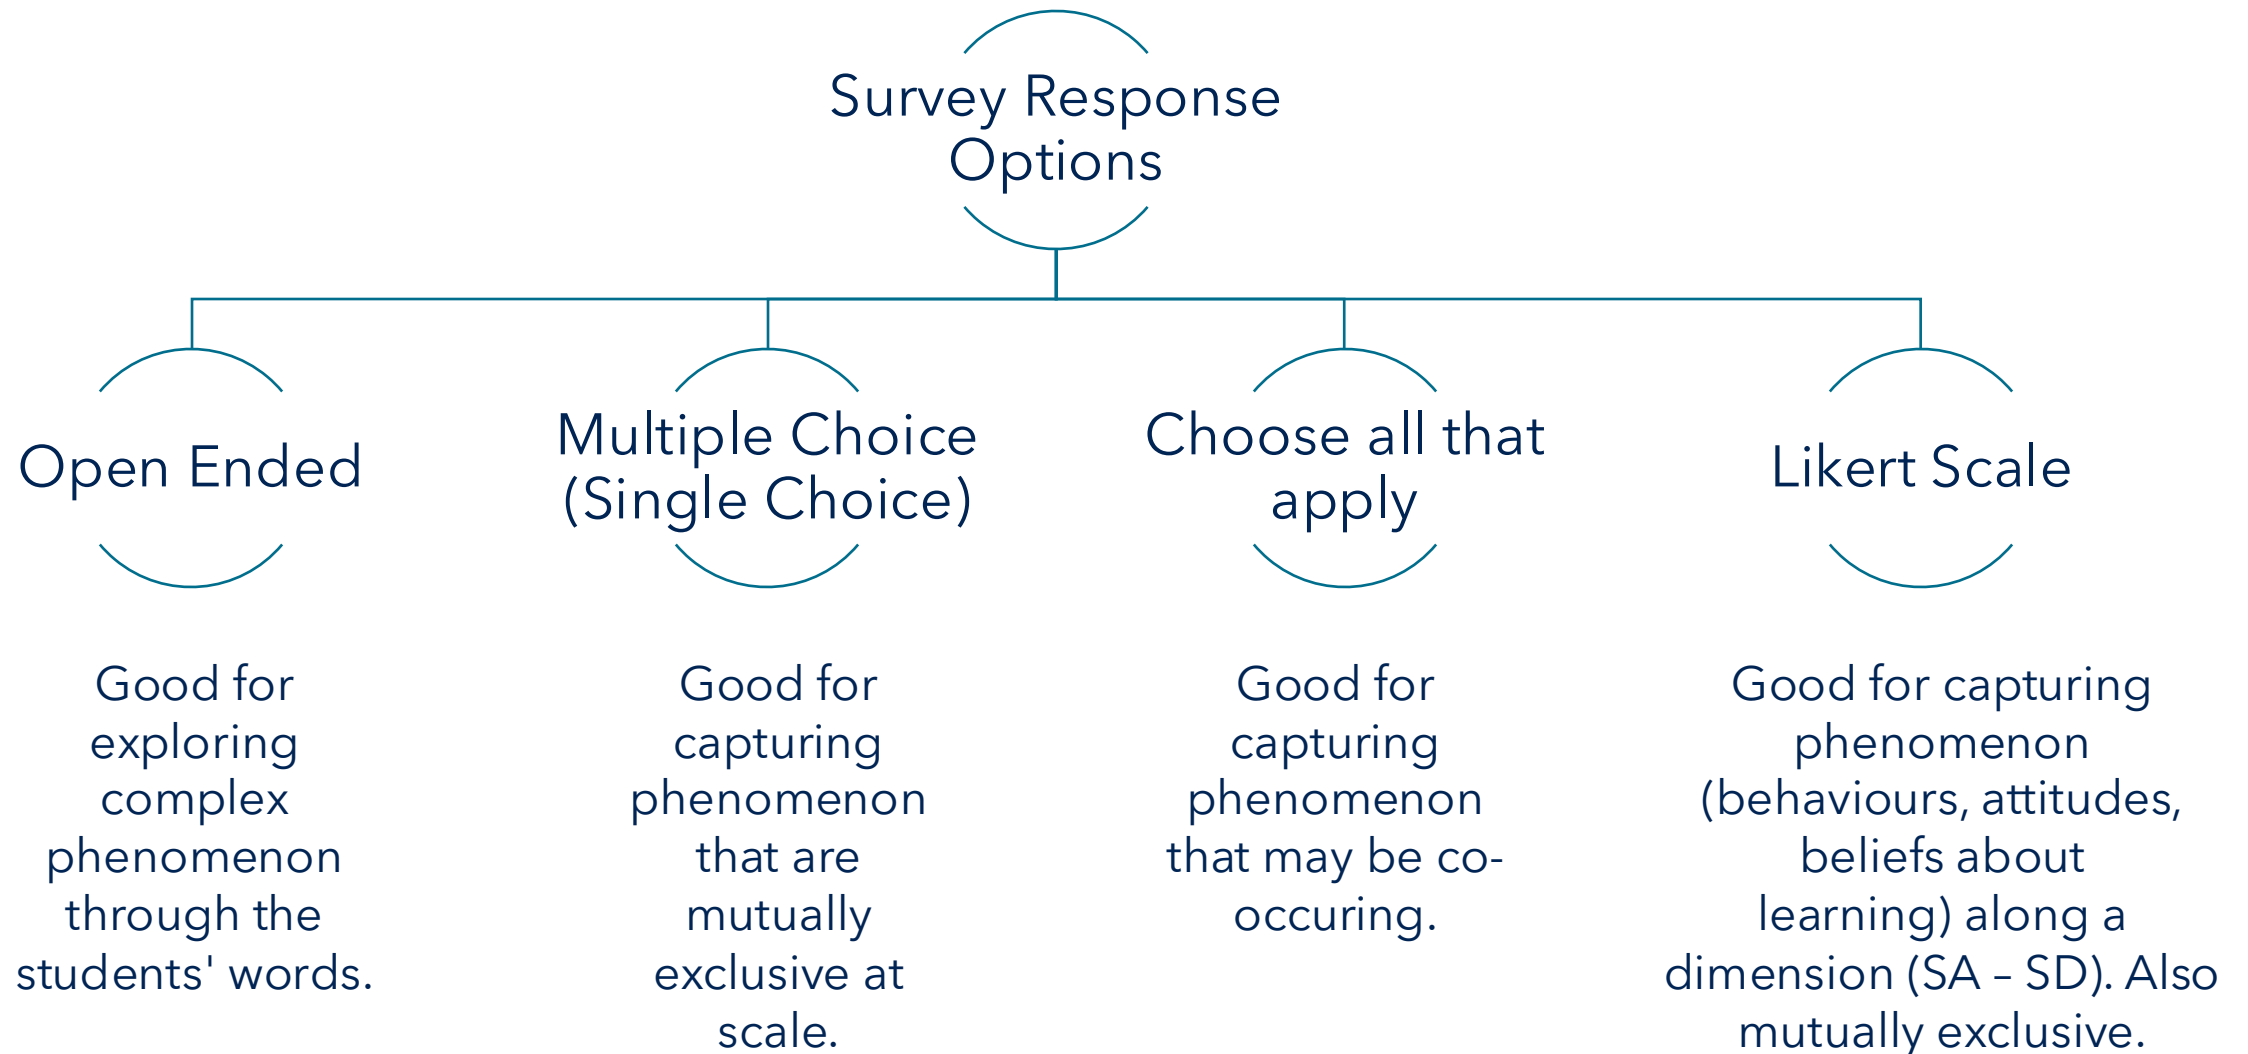 Survey Response
Options
Open Ended
Multiple Choice
(Single Choice)
Choose all that
apply
Likert Scale
Good for
exploring
complex
phenomenon
through the
students' words.
Good for
capturing
phenomenon
that are
mutually
exclusive at
scale.
Good for
capturing
phenomenon
that may be co-
occuring.
Good for capturing
phenomenon
(behaviours, attitudes,
beliefs about
learning) along a
dimension (SA – SD). Also
mutually exclusive.